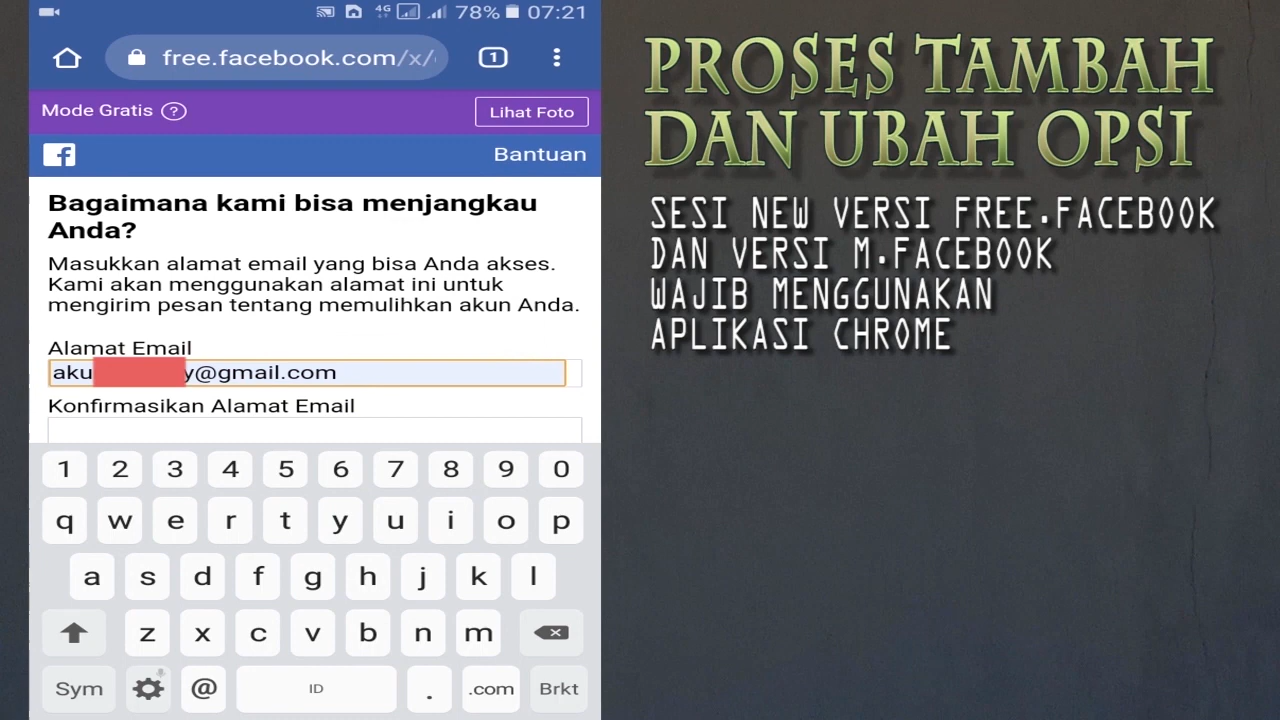 4G 78% 07:21
free.facebook.com/x/
1
Mode Gratis ?
Lihat Foto
f
Bantuan
Bagaimana kami bisa menjangkau
Anda?
Masukkan alamat email yang bisa Anda akses.
Kami akan menggunakan alamat ini untuk
mengirim pesan tentang memulihkan akun Anda.
Alamat Email
aku y@gmail.com
Konfirmasikan Alamat Email
1 2 3 4 5 6 7 8 9 0
q w e r t y u i o p
a s d f g h j k l
z x c v b n m
Sym @ ID . .com Brkt
PROSES TAMBAH
DAN UBAH OPSI
SESI NEW VERSI FREE.FACEBOOK
DAN VERSI M.FACEBOOK
WAJIB MENGGUNAKAN
APLIKASI CHROME